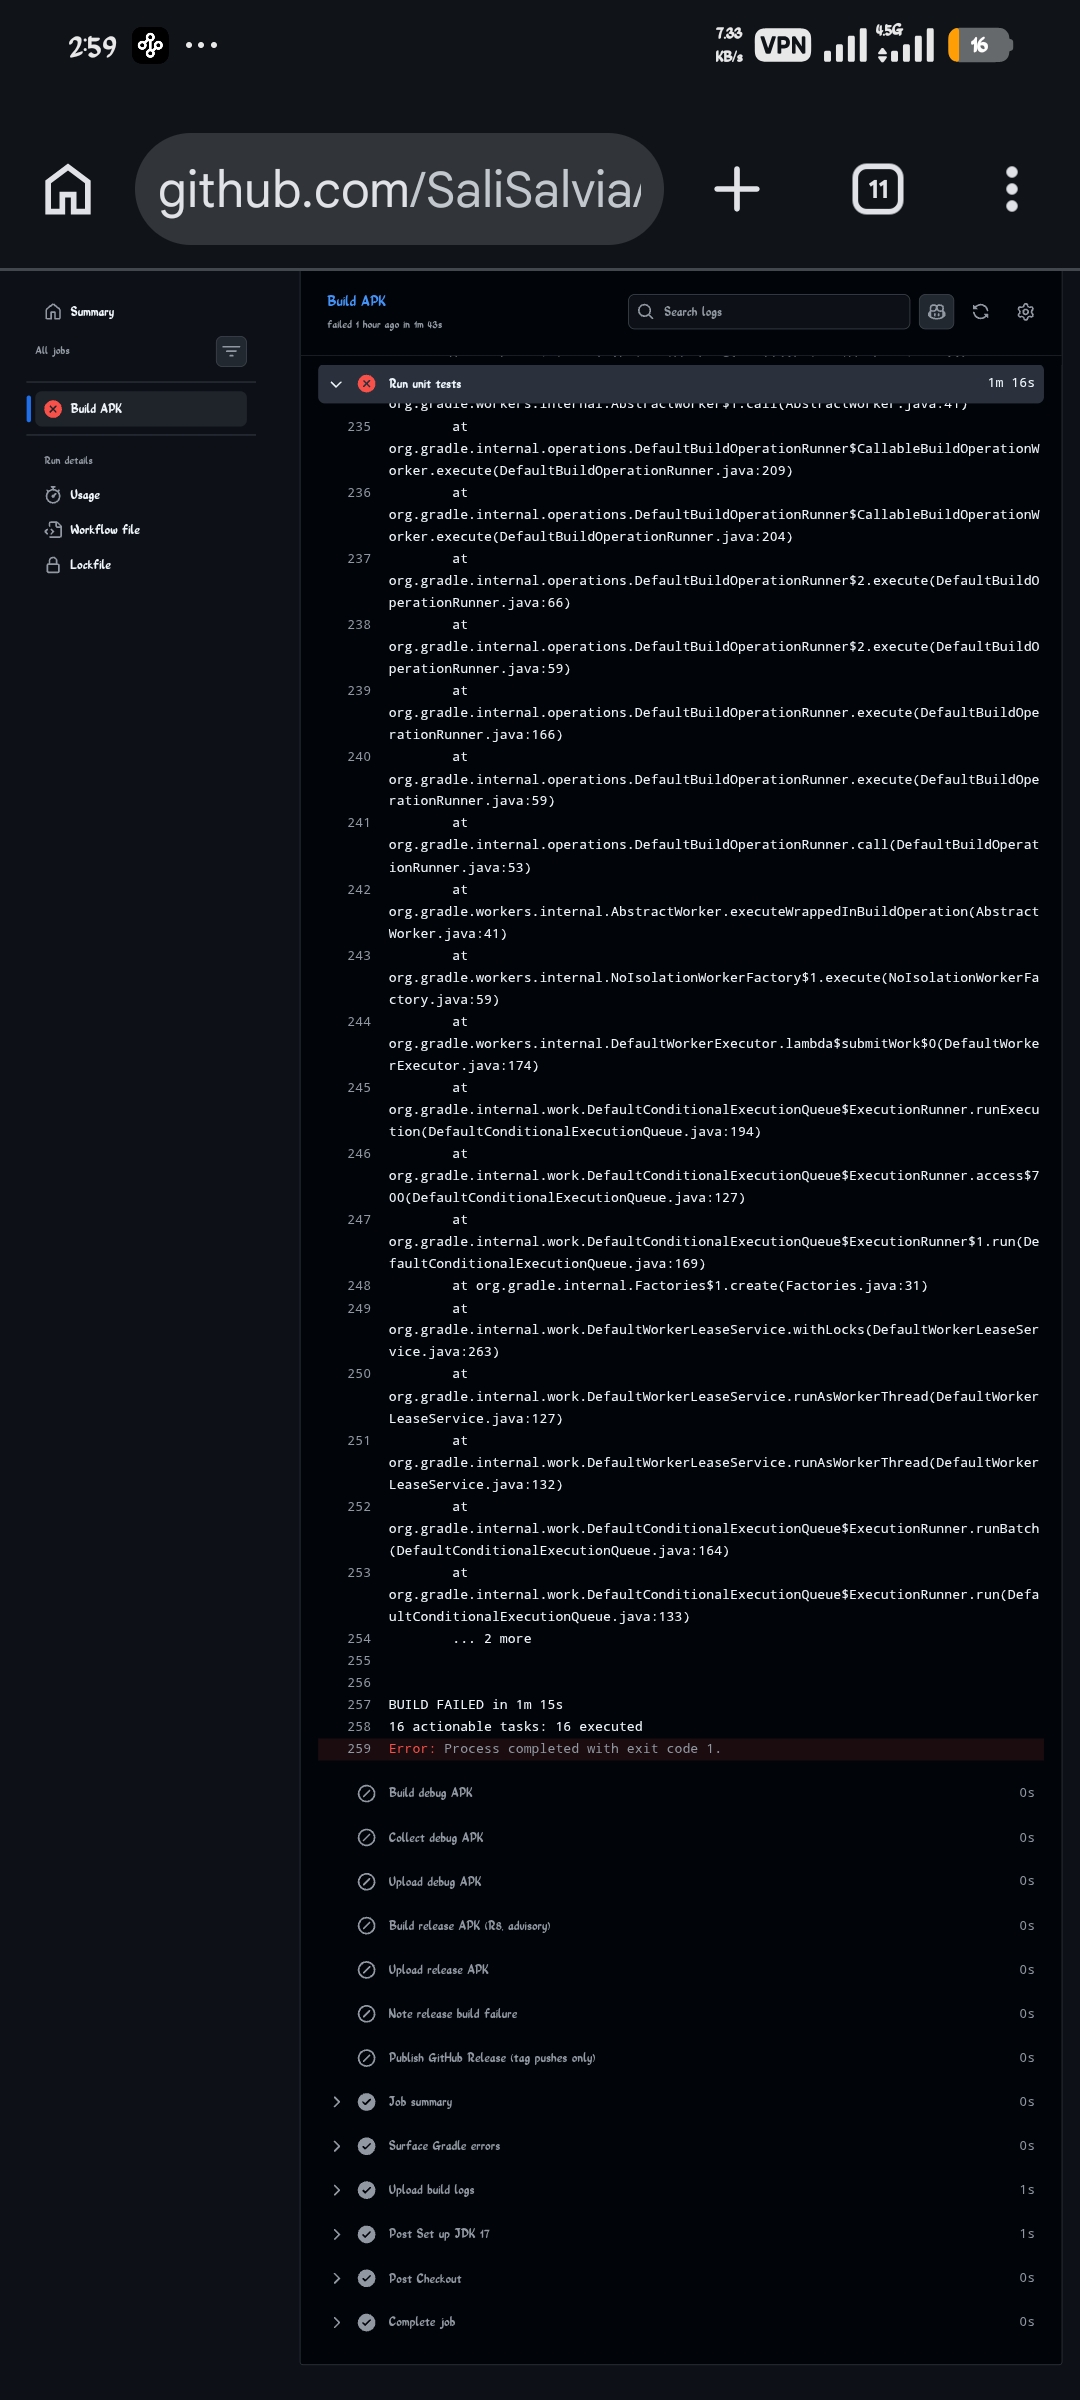 2:59
7.33
KB/s
VPN
4.5G
16
github.com/SaliSalvia/
11
Summary
All jobs
Build APK
Run details
Usage
Workflow file
Lockfile
Build APK
failed 1 hour ago in 1m 43s
Search logs
Run unit tests
1m 16s
org.gradle.workers.internal.AbstractWorker$1.call(AbstractWorker.java:41)
235 at
org.gradle.internal.operations.DefaultBuildOperationRunner$CallableBuildOperationW
orker.execute(DefaultBuildOperationRunner.java:209)
236 at
org.gradle.internal.operations.DefaultBuildOperationRunner$CallableBuildOperationW
orker.execute(DefaultBuildOperationRunner.java:204)
237 at
org.gradle.internal.operations.DefaultBuildOperationRunner$2.execute(DefaultBuildO
perationRunner.java:66)
238 at
org.gradle.internal.operations.DefaultBuildOperationRunner$2.execute(DefaultBuildO
perationRunner.java:59)
239 at
org.gradle.internal.operations.DefaultBuildOperationRunner.execute(DefaultBuildOpe
rationRunner.java:166)
240 at
org.gradle.internal.operations.DefaultBuildOperationRunner.execute(DefaultBuildOpe
rationRunner.java:59)
241 at
org.gradle.internal.operations.DefaultBuildOperationRunner.call(DefaultBuildOperat
ionRunner.java:53)
242 at
org.gradle.workers.internal.AbstractWorker.executeWrappedInBuildOperation(Abstract
Worker.java:41)
243 at
org.gradle.workers.internal.NoIsolationWorkerFactory$1.execute(NoIsolationWorkerFa
ctory.java:59)
244 at
org.gradle.workers.internal.DefaultWorkerExecutor.lambda$submitWork$0(DefaultWorke
rExecutor.java:174)
245 at
org.gradle.internal.work.DefaultConditionalExecutionQueue$ExecutionRunner.runExecu
tion(DefaultConditionalExecutionQueue.java:194)
246 at
org.gradle.internal.work.DefaultConditionalExecutionQueue$ExecutionRunner.access$7
00(DefaultConditionalExecutionQueue.java:127)
247 at
org.gradle.internal.work.DefaultConditionalExecutionQueue$ExecutionRunner$1.run(De
faultConditionalExecutionQueue.java:169)
248 at org.gradle.internal.Factories$1.create(Factories.java:31)
249 at
org.gradle.internal.work.DefaultWorkerLeaseService.withLocks(DefaultWorkerLeaseSer
vice.java:263)
250 at
org.gradle.internal.work.DefaultWorkerLeaseService.runAsWorkerThread(DefaultWorker
LeaseService.java:127)
251 at
org.gradle.internal.work.DefaultWorkerLeaseService.runAsWorkerThread(DefaultWorker
LeaseService.java:132)
252 at
org.gradle.internal.work.DefaultConditionalExecutionQueue$ExecutionRunner.runBatch
(DefaultConditionalExecutionQueue.java:164)
253 at
org.gradle.internal.work.DefaultConditionalExecutionQueue$ExecutionRunner.run(Defa
ultConditionalExecutionQueue.java:133)
254 ... 2 more
255
256
257 BUILD FAILED in 1m 15s
258 16 actionable tasks: 16 executed
259 Error: Process completed with exit code 1.
Build debug APK 0s
Collect debug APK 0s
Upload debug APK 0s
Build release APK (R8, advisory) 0s
Upload release APK 0s
Note release build failure 0s
Publish GitHub Release (tag pushes only) 0s
Job summary 0s
Surface Gradle errors 0s
Upload build logs 1s
Post Set up JDK 17 1s
Post Checkout 0s
Complete job 0s